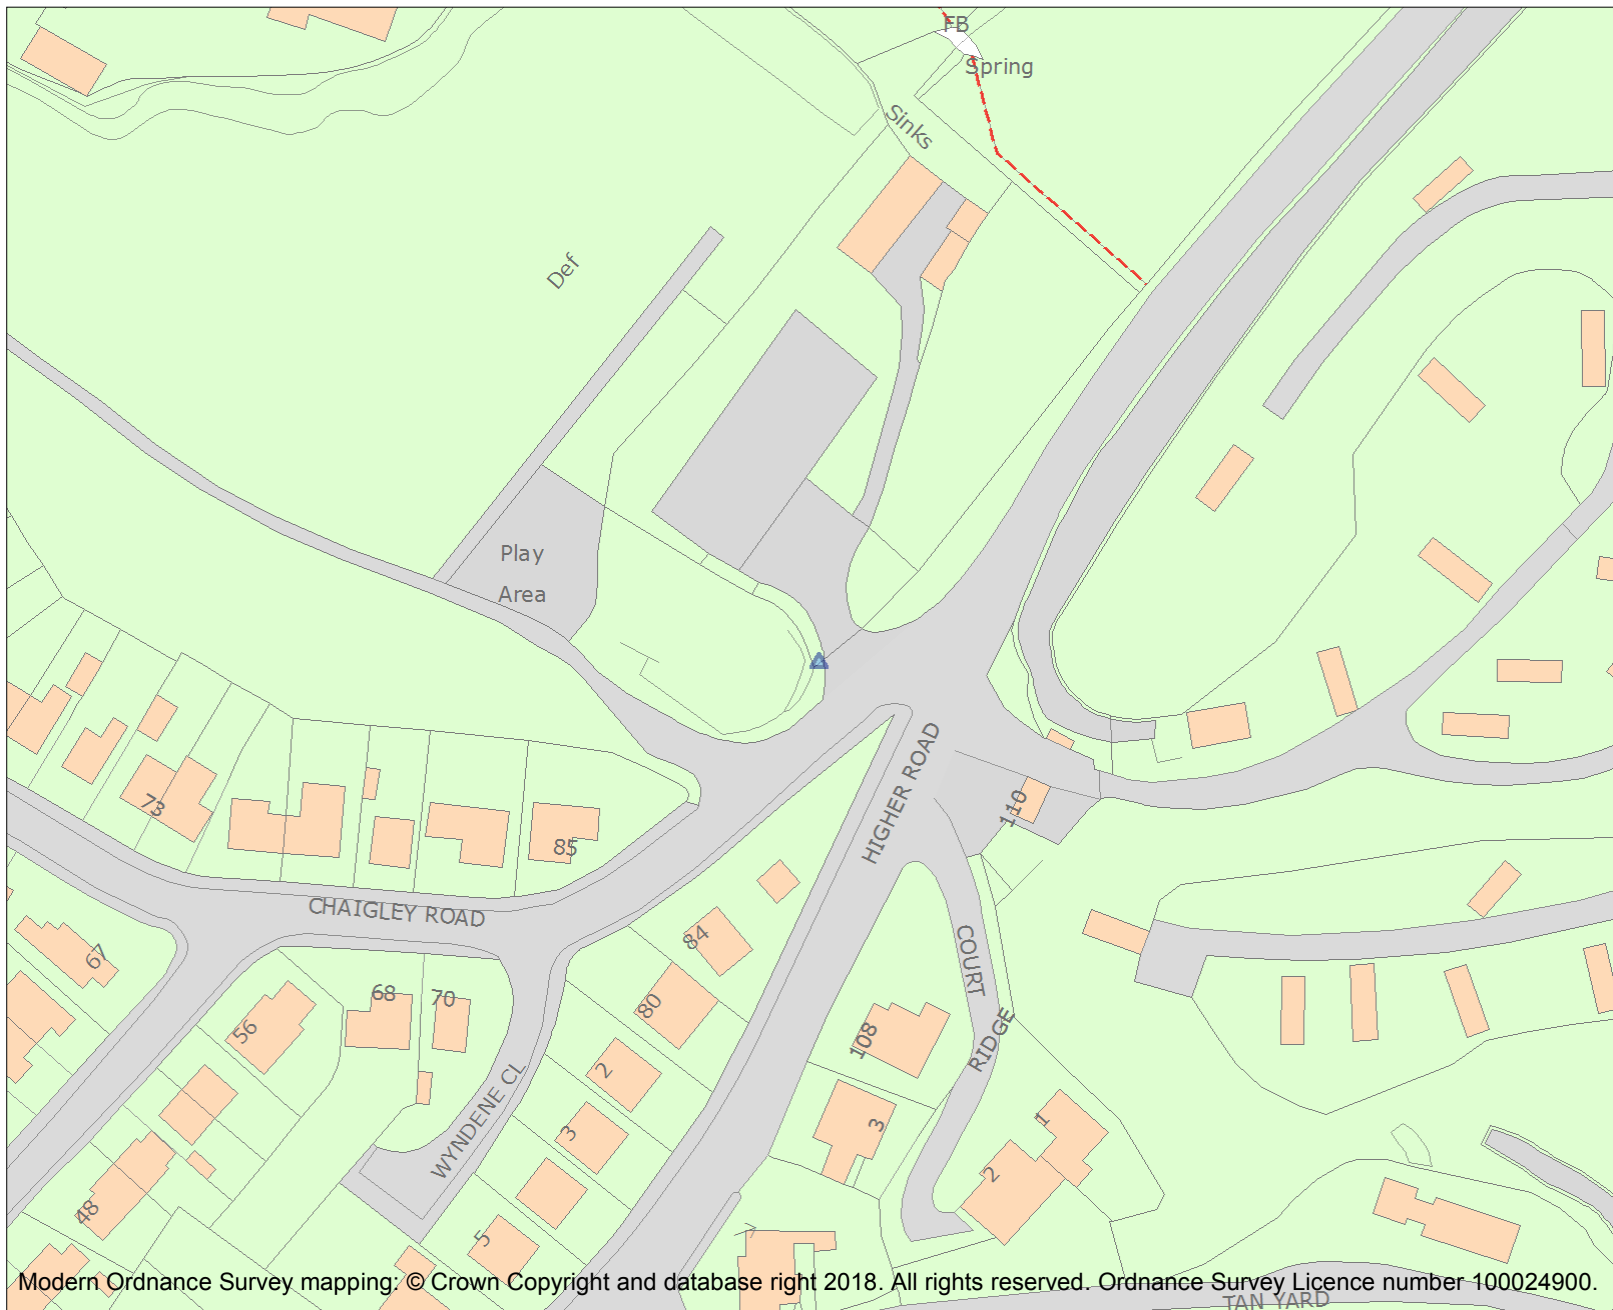 FB
Spring
Sinks
Def
Play
Area
HIGHER ROAD
110
73
85
CHAIGLEY ROAD
67
84
COURT
RIDGE
68
70
56
80
108
2
WYNDENE CL
3
3
1
2
48
5
7
Modern Ordnance Survey mapping: © Crown Copyright and database right 2018. All rights reserved. Ordnance Survey Licence number 100024900.
TAN YARD